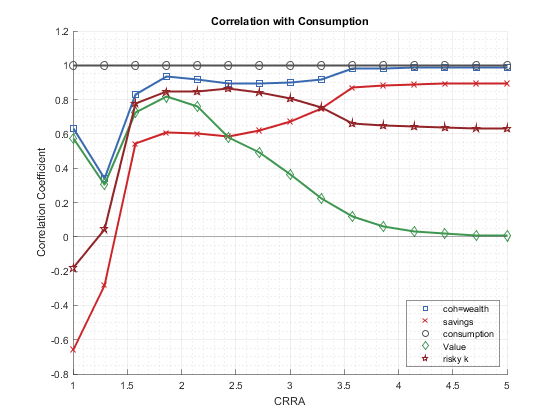 Correlation with Consumption
1.2
1
0.8
0.6
0.4
0.2
0
-0.2
-0.4
-0.6
-0.8
Correlation Coefficient
1 1.5 2 2.5 3 3.5 4 4.5 5
CRRA
coh=wealth
savings
consumption
Value
risky k